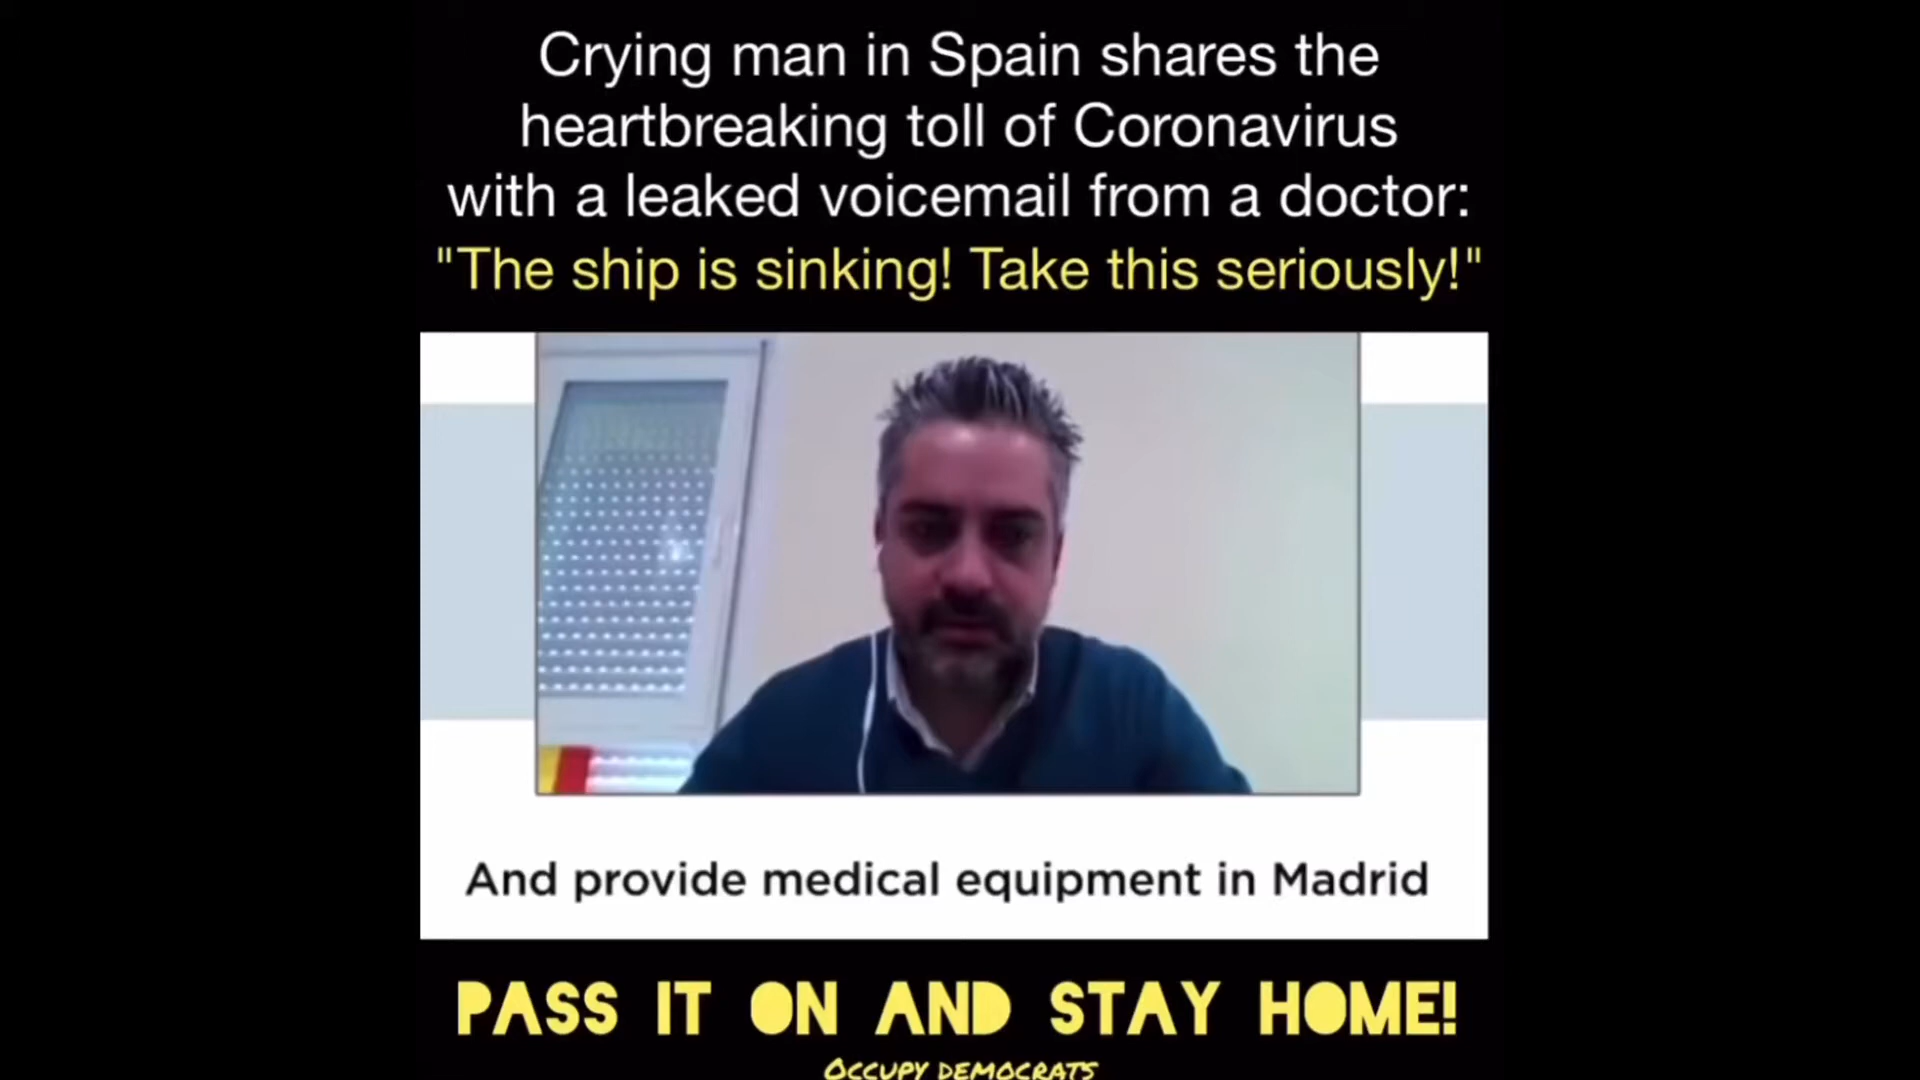 Crying man in Spain shares the
heartbreaking toll of Coronavirus
with a leaked voicemail from a doctor:
"The ship is sinking! Take this seriously!"
And provide medical equipment in Madrid
PASS IT ON AND STAY HOME!
OCCUPY DEMOCRATS